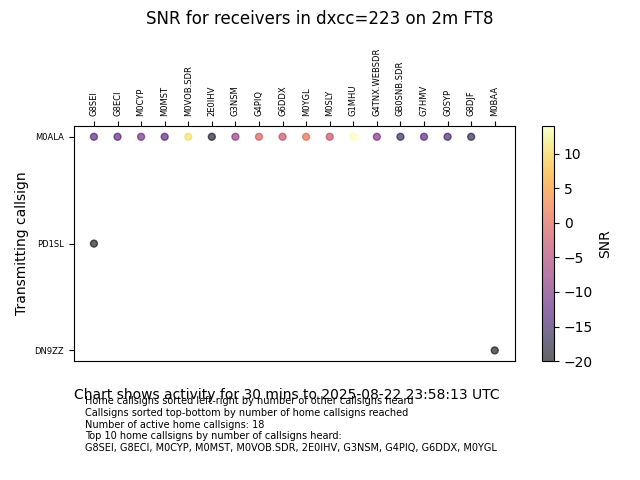 SNR for receivers in dxcc=223 on 2m FT8
G8SEI G8ECI M0CYP M0MST M0VOB.SDR 2E0IHV G3NSM G4PIQ G6DDX M0YGL M0SLY G1MHU G4TNX.WEBSDR GB0SNB.SDR G7HMV G0SYP G8DJF M0BAA
M0ALA
PD1SL
DN9ZZ
Transmitting callsign
10
5
0
−5
−10
−15
−20
SNR
Chart shows activity for 30 mins to 2025-08-22 23:58:13 UTC
Home callsigns sorted left-right by number of other callsigns heard
Callsigns sorted top-bottom by number of home callsigns reached
Number of active home callsigns: 18
Top 10 home callsigns by number of callsigns heard:
G8SEI, G8ECI, M0CYP, M0MST, M0VOB.SDR, 2E0IHV, G3NSM, G4PIQ, G6DDX, M0YGL